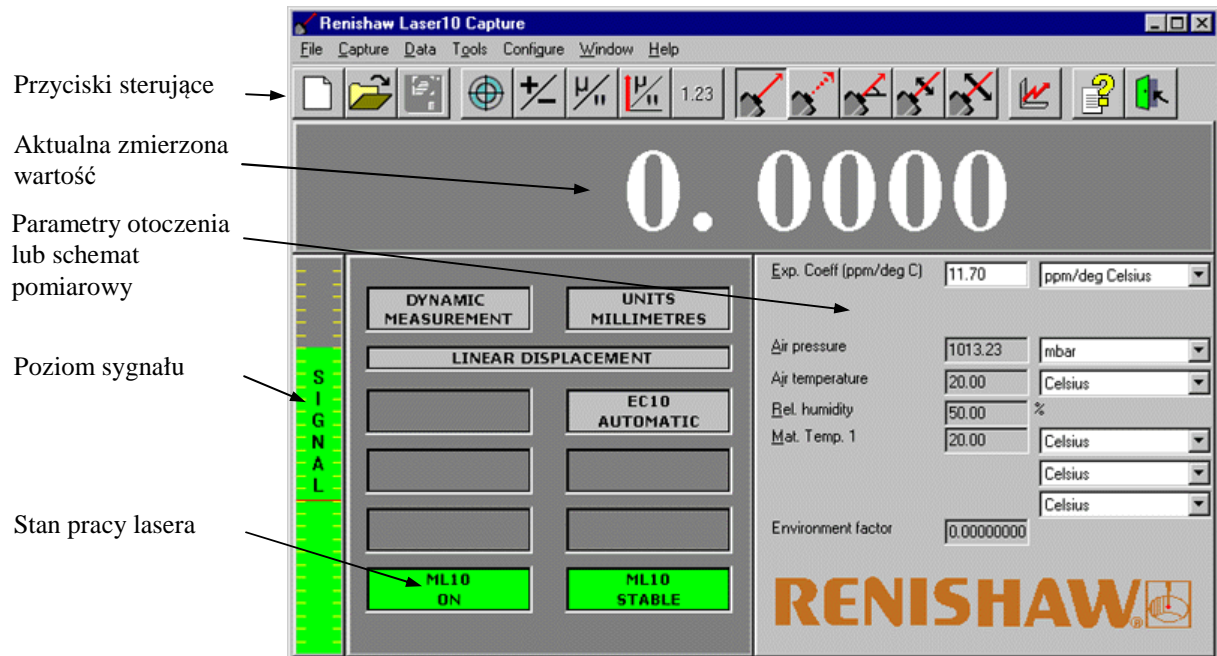 Renishaw Laser10 Capture
File Capture Data Tools Configure Window Help
Przyciski sterujące
μ/" μ/" 1.23
Aktualna zmierzona
wartość
0. 0000
Parametry otoczenia
lub schemat
pomiarowy
Exp. Coeff (ppm/deg C) 11.70 ppm/deg Celsius
DYNAMIC
MEASUREMENT
UNITS
MILLIMETRES
LINEAR DISPLACEMENT
Air pressure 1013.23 mbar
Poziom sygnału
SIGNAL
Air temperature 20.00 Celsius
EC10
AUTOMATIC
Rel. humidity 50.00 %
Mat. Temp. 1 20.00 Celsius
Celsius
Celsius
Stan pracy lasera
Environment factor 0.00000000
ML10
ON
ML10
STABLE
RENISHAW®